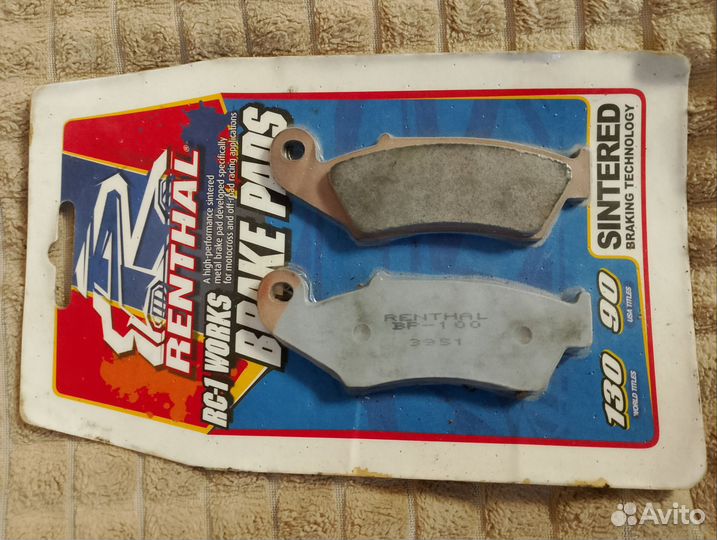 RENTHAL®
RC-1 WORKS
A high-performance sintered
metal brake pad developed specifically
for motocross and off-road racing applications
BRAKE PADS
RENTHAL
BP-100
3951
130
WORLD TITLES
90
USA TITLES
SINTERED
BRAKING TECHNOLOGY
Avito